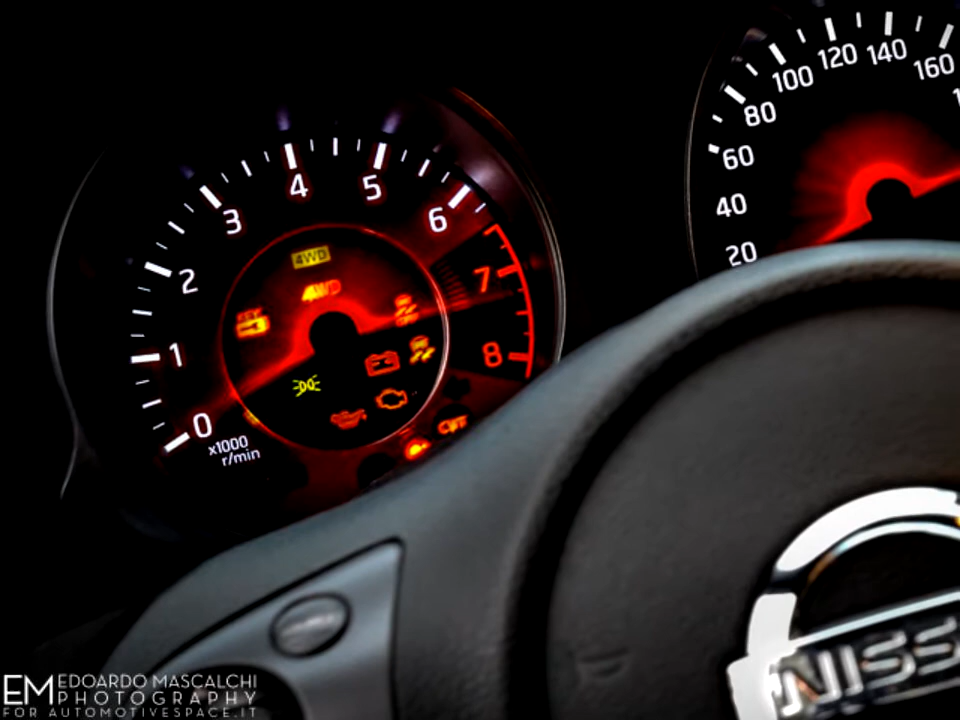 0
1
2
3
4
5
6
7
8
x1000
r/min
4WD
4WD
KEY
CVT
20
40
60
80
100
120
140
160
NISS
EM
EDOARDO MASCALCHI
PHOTOGRAPHY
FOR AUTOMOTIVESPACE.IT